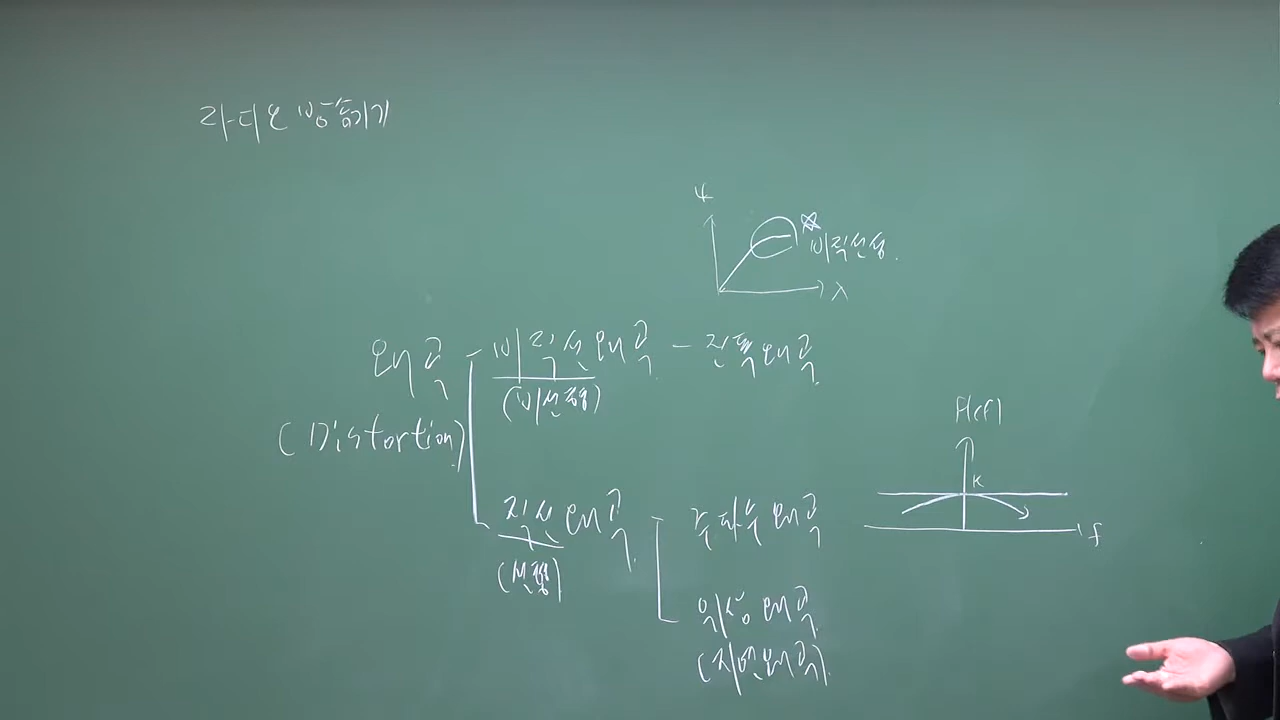 라디오 방송기기
y
비직선성.
x
왜곡 - 비직선왜곡 - 진폭왜곡.
(비선형)
(Distortion)
H(f)
k
직선왜곡 - 주파수왜곡
f
(선형)
위상왜곡.
(지연왜곡).